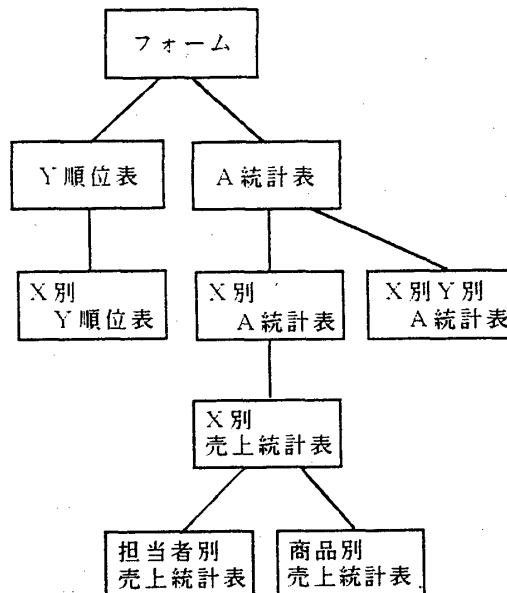 フォーム
Y順位表
A統計表
X別
Y順位表
X別
A統計表
X別Y別
A統計表
X別
売上統計表
担当者別
売上統計表
商品別
売上統計表